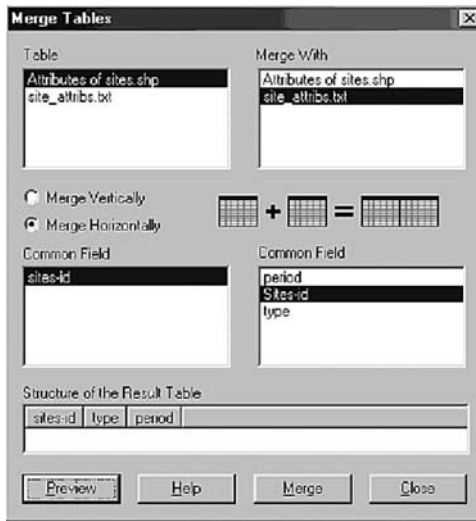 Merge Tables
Table
Attributes of sites.shp
site_attribs.txt
Merge With
Attributes of sites.shp
site_attribs.txt
Merge Vertically
Merge Horizontally
Common Field
sites-id
Common Field
period
Sites-id
type
Structure of the Result Table
sites-id type period
Preview Help Merge Close